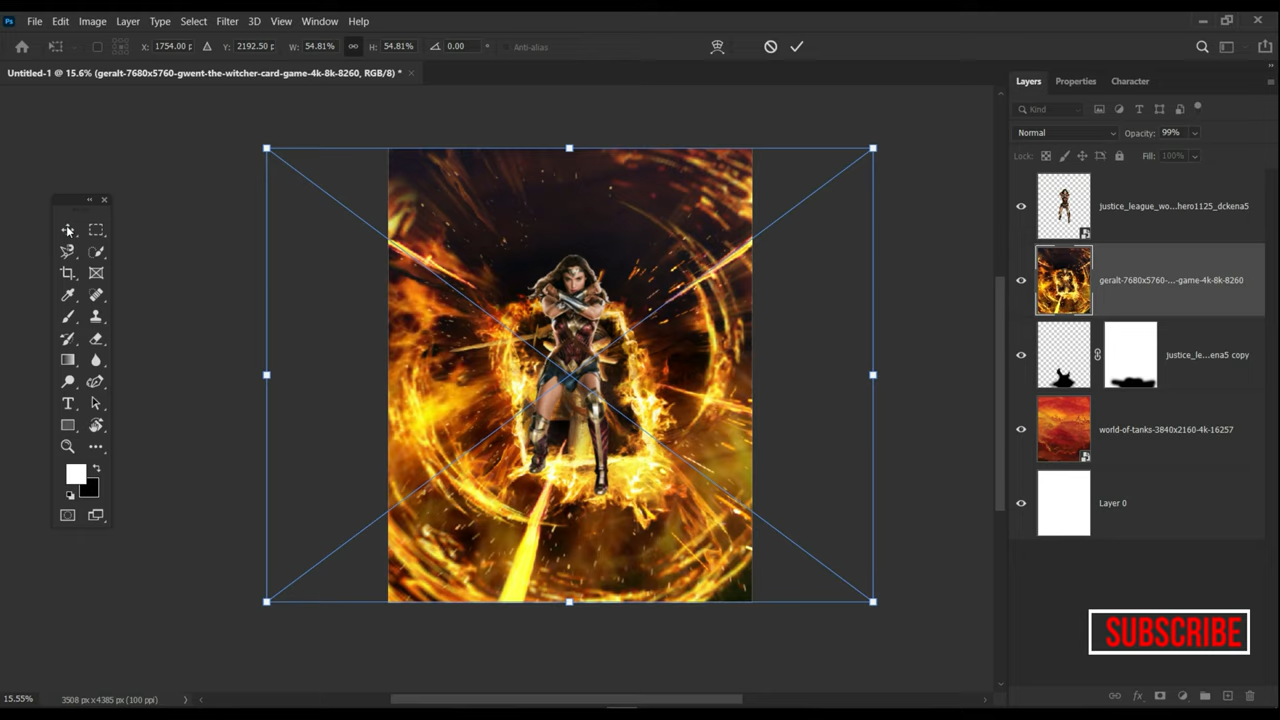 Ps File Edit Image Layer Type Select Filter 3D View Window Help
X: 1754.00 p Y: 2192.50 p W: 54.81% H: 54.81% 0.00 ° Anti-alias
Untitled-1 @ 15.6% (geralt-7680x5760-gwent-the-witcher-card-game-4k-8k-8260, RGB/8) * ×
Layers Properties Character
Kind
Normal Opacity: 99%
Lock: Fill: 100%
justice_league_wo...hero1125_dckena5
geralt-7680x5760-...-game-4k-8k-8260
justice_le...ena5 copy
world-of-tanks-3840x2160-4k-16257
Layer 0
SUBSCRIBE
15.55% 3508 px x 4385 px (100 ppi)